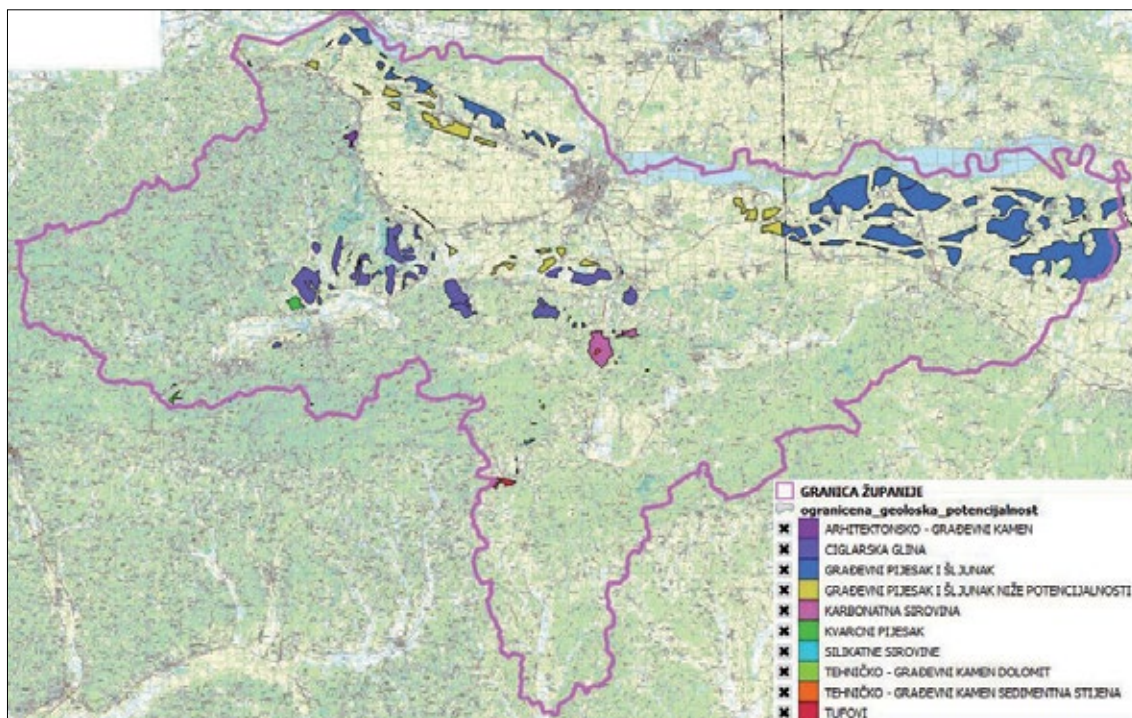 GRANICA ŽUPANIJE
ogranicena_geoloska_potencijalnost
ARHITEKTONSKO - GRAĐEVNI KAMEN
CIGLARSKA GLINA
GRAĐEVNI PIJESAK I ŠLJUNAK
GRAĐEVNI PIJESAK I ŠLJUNAK NIŽE POTENCIJALNOSTI
KARBONATNA SIROVINA
KVARCNI PIJESAK
SILIKATNE SIROVINE
TEHNIČKO - GRAĐEVNI KAMEN DOLOMIT
TEHNIČKO - GRAĐEVNI KAMEN SEDIMENTNA STIJENA
TUFOVI